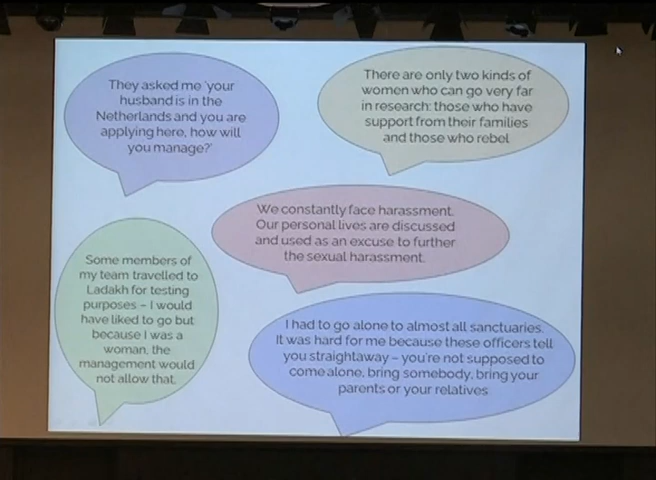 They asked me 'your
husband is in the
Netherlands and you are
applying here, how will
you manage?'
There are only two kinds of
women who can go very far
in research: those who have
support from their families
and those who rebel
We constantly face harassment.
Our personal lives are discussed
and used as an excuse to further
the sexual harassment.
Some members of
my team travelled to
Ladakh for testing
purposes – I would
have liked to go but
because I was a
woman, the
management would
not allow that.
I had to go alone to almost all sanctuaries.
It was hard for me because these officers tell
you straightaway – you're not supposed to
come alone, bring somebody, bring your
parents or your relatives